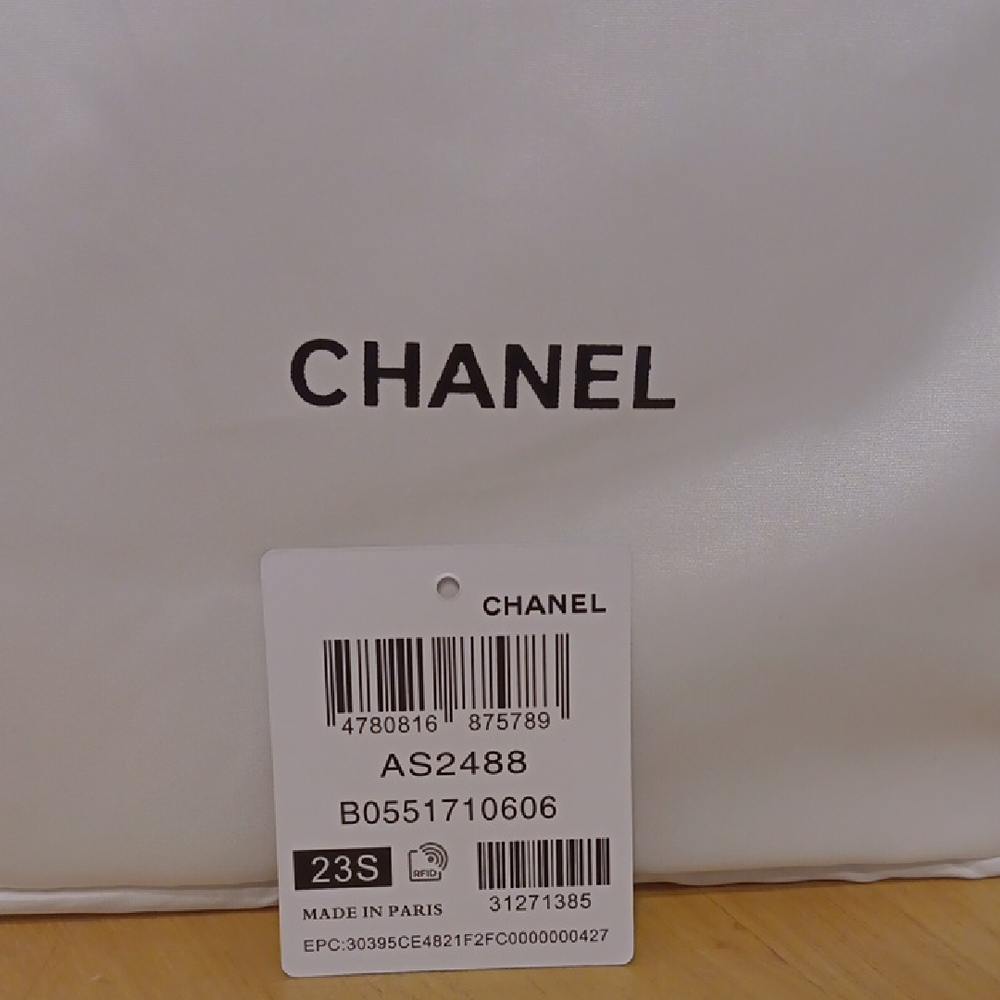 CHANEL
CHANEL
4780816 875789
AS2488
B0551710606
23S
RFID
31271385
MADE IN PARIS
EPC:30395CE4821F2FC0000000427